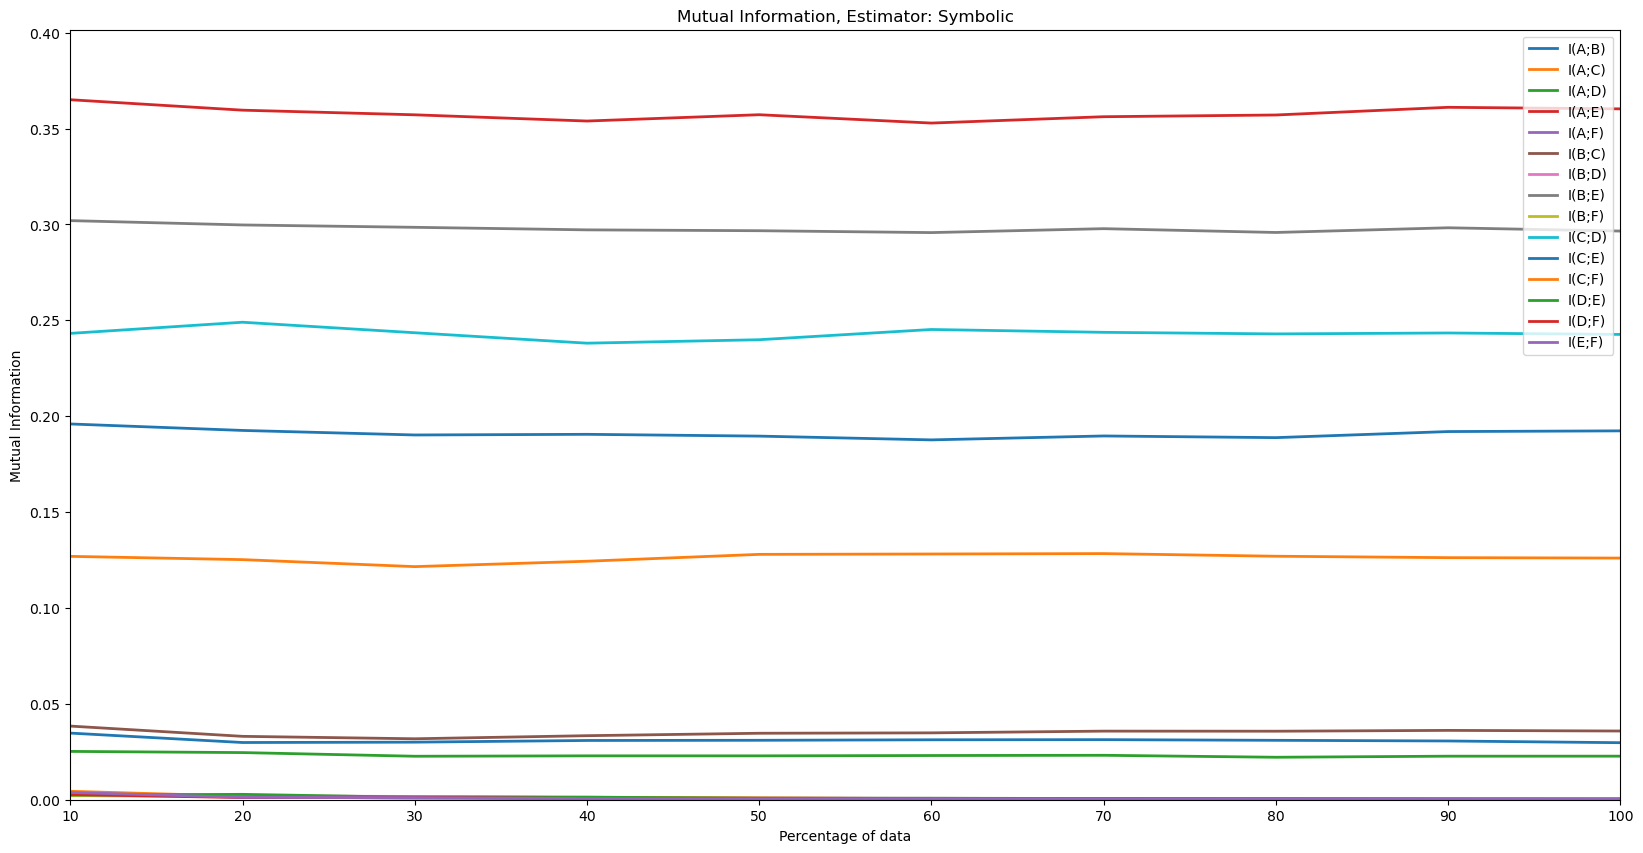 Mutual Information, Estimator: Symbolic
0.40
0.35
0.30
0.25
0.20
0.15
0.10
0.05
0.00
Mutual Information
10 20 30 40 50 60 70 80 90 100
Percentage of data
I(A;B)
I(A;C)
I(A;D)
I(A;E)
I(A;F)
I(B;C)
I(B;D)
I(B;E)
I(B;F)
I(C;D)
I(C;E)
I(C;F)
I(D;E)
I(D;F)
I(E;F)